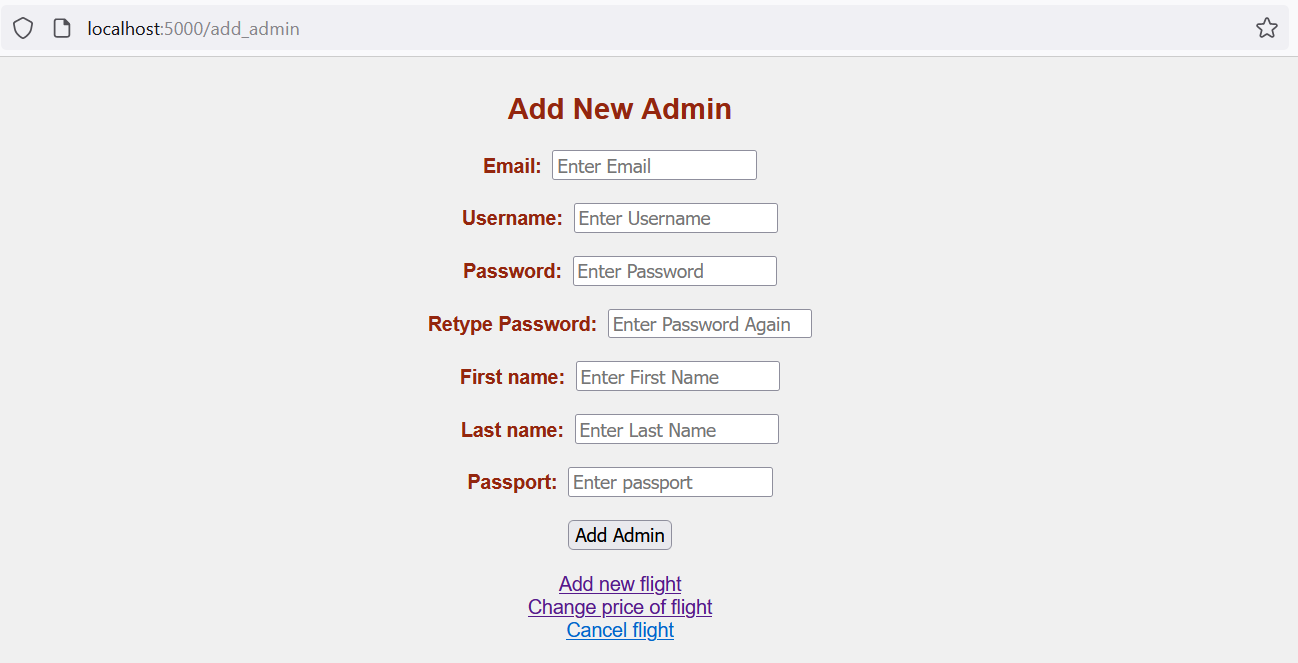 localhost:5000/add_admin
Add New Admin
Email: Enter Email
Username: Enter Username
Password: Enter Password
Retype Password: Enter Password Again
First name: Enter First Name
Last name: Enter Last Name
Passport: Enter passport
Add Admin
Add new flight
Change price of flight
Cancel flight